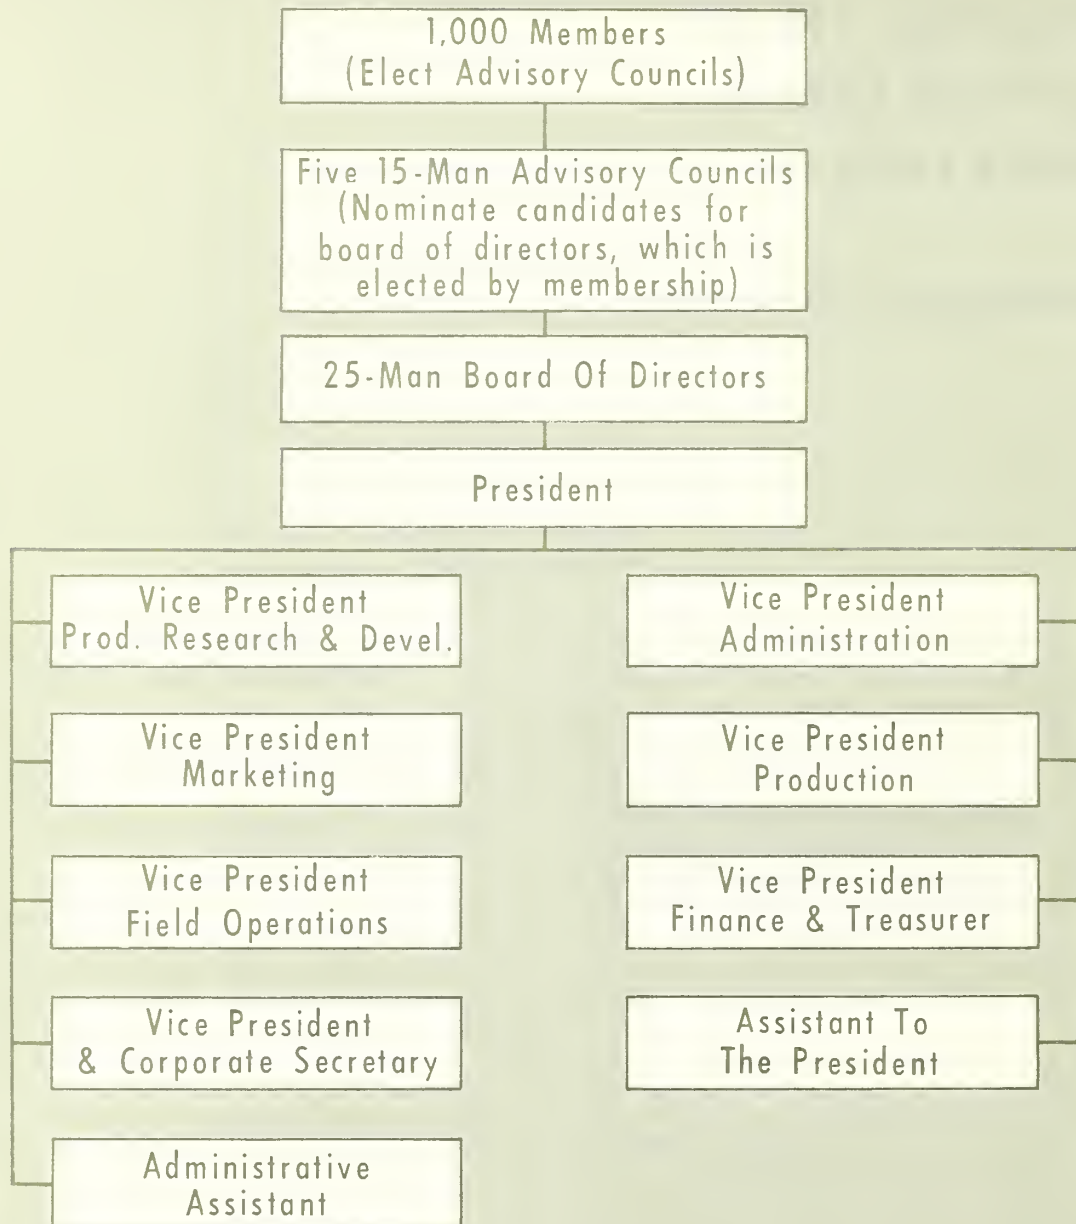 1,000 Members
(Elect Advisory Councils)
Five 15-Man Advisory Councils
(Nominate candidates for
board of directors, which is
elected by membership)
25-Man Board Of Directors
President
Vice President
Prod. Research & Devel.
Vice President
Marketing
Vice President
Field Operations
Vice President
& Corporate Secretary
Administrative
Assistant
Vice President
Administration
Vice President
Production
Vice President
Finance & Treasurer
Assistant To
The President